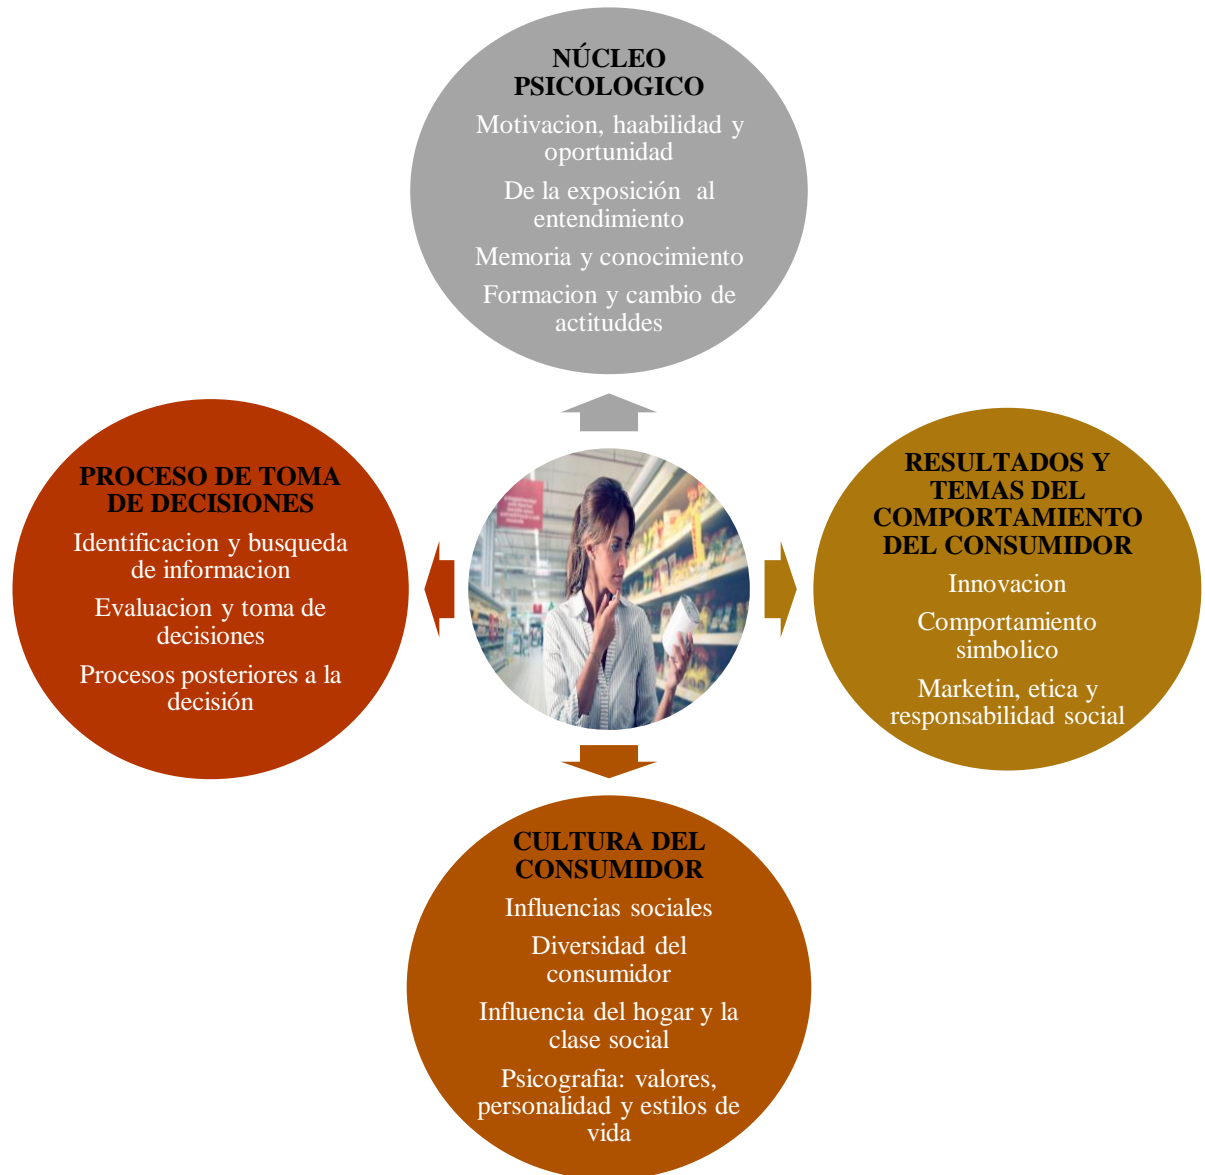 NÚCLEO
PSICOLOGICO
Motivacion, haabilidad y
oportunidad
De la exposición al
entendimiento
Memoria y conocimiento
Formacion y cambio de
actituddes
PROCESO DE TOMA
DE DECISIONES
Identificacion y busqueda
de informacion
Evaluacion y toma de
decisiones
Procesos posteriores a la
decisión
RESULTADOS Y
TEMAS DEL
COMPORTAMIENTO
DEL CONSUMIDOR
Innovacion
Comportamiento
simbolico
Marketin, etica y
responsabilidad social
CULTURA DEL
CONSUMIDOR
Influencias sociales
Diversidad del
consumidor
Influencia del hogar y la
clase social
Psicografia: valores,
personalidad y estilos de
vida